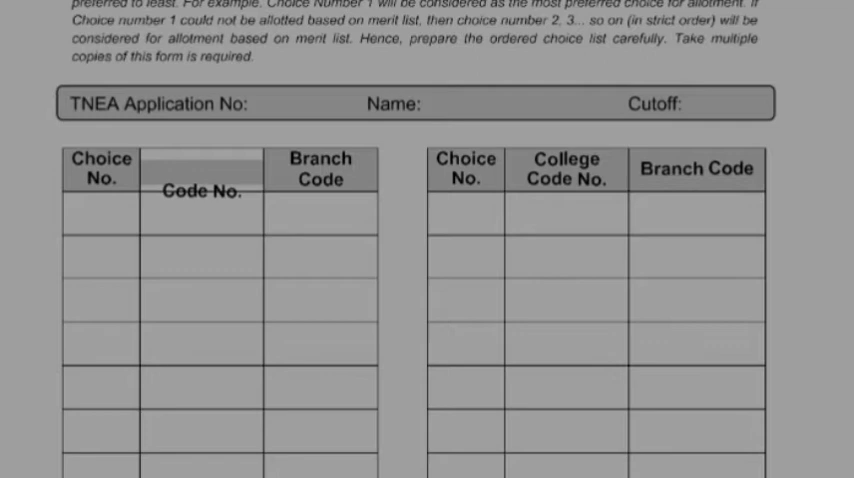 preferred to least. For example, Choice Number 1 will be considered as the most preferred choice for allotment. If
Choice number 1 could not be allotted based on merit list, then choice number 2, 3... so on (in strict order) will be
considered for allotment based on merit list. Hence, prepare the ordered choice list carefully. Take multiple
copies of this form is required.
TNEA Application No: Name: Cutoff:
Choice No. Code No. Branch Code
Choice No. College Code No. Branch Code